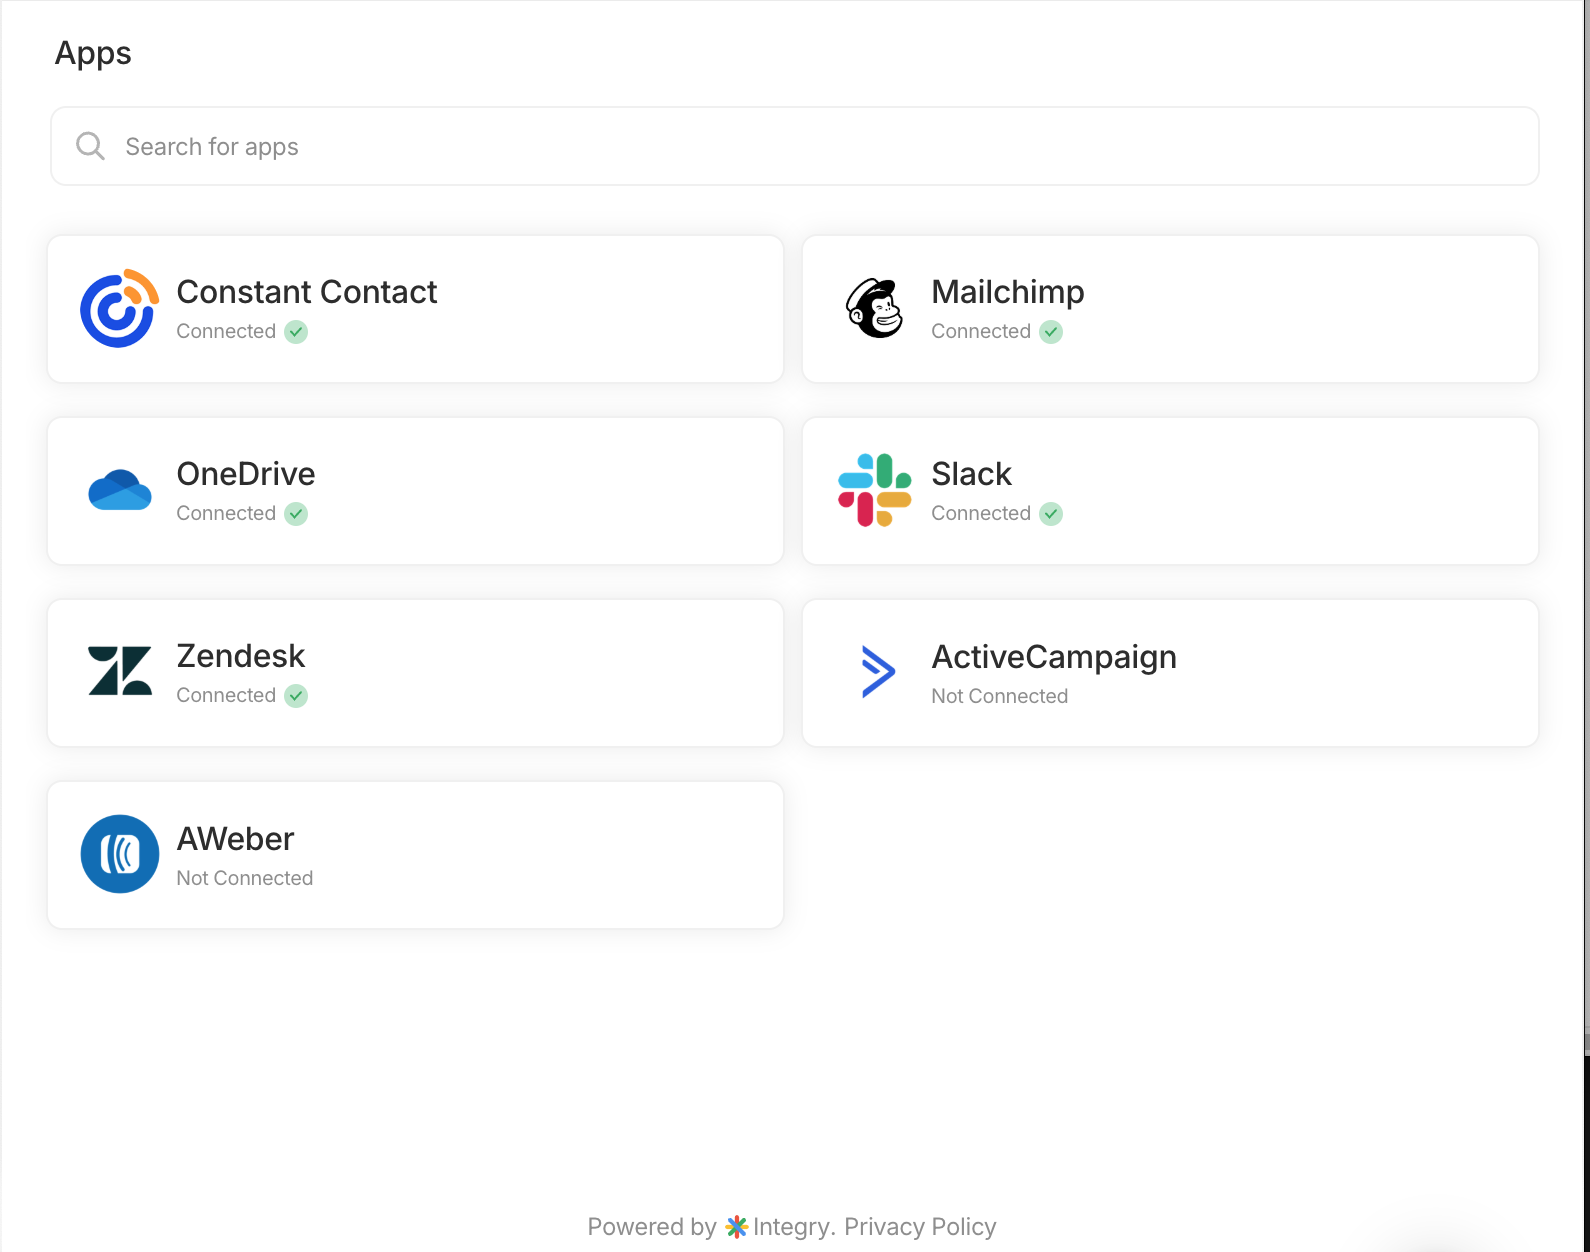 Apps
Search for apps
Constant Contact
Connected
Mailchimp
Connected
OneDrive
Connected
Slack
Connected
Zendesk
Connected
ActiveCampaign
Not Connected
AWeber
Not Connected
Powered by Integry. Privacy Policy